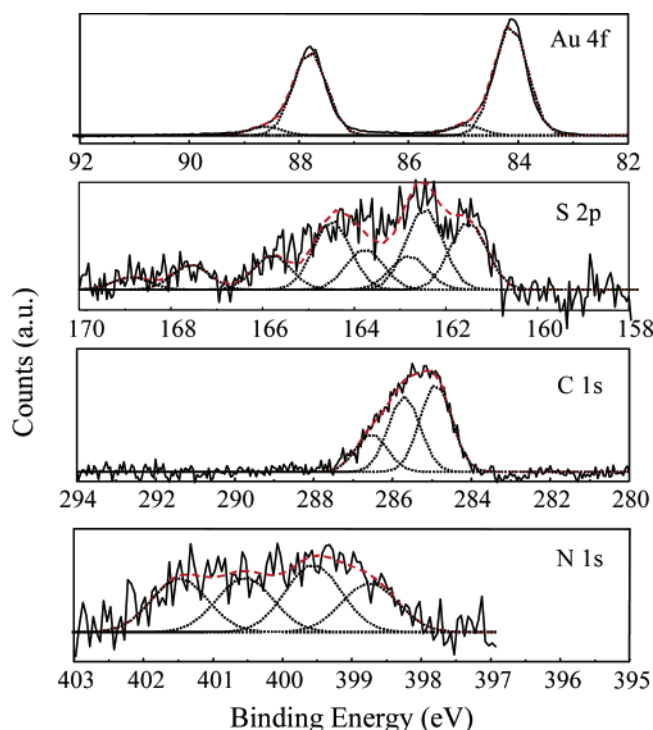 Au 4f
92 90 88 86 84 82
S 2p
170 168 166 164 162 160 158
C 1s
294 292 290 288 286 284 282 280
N 1s
403 402 401 400 399 398 397 396 395
Binding Energy (eV)
Counts (a.u.)